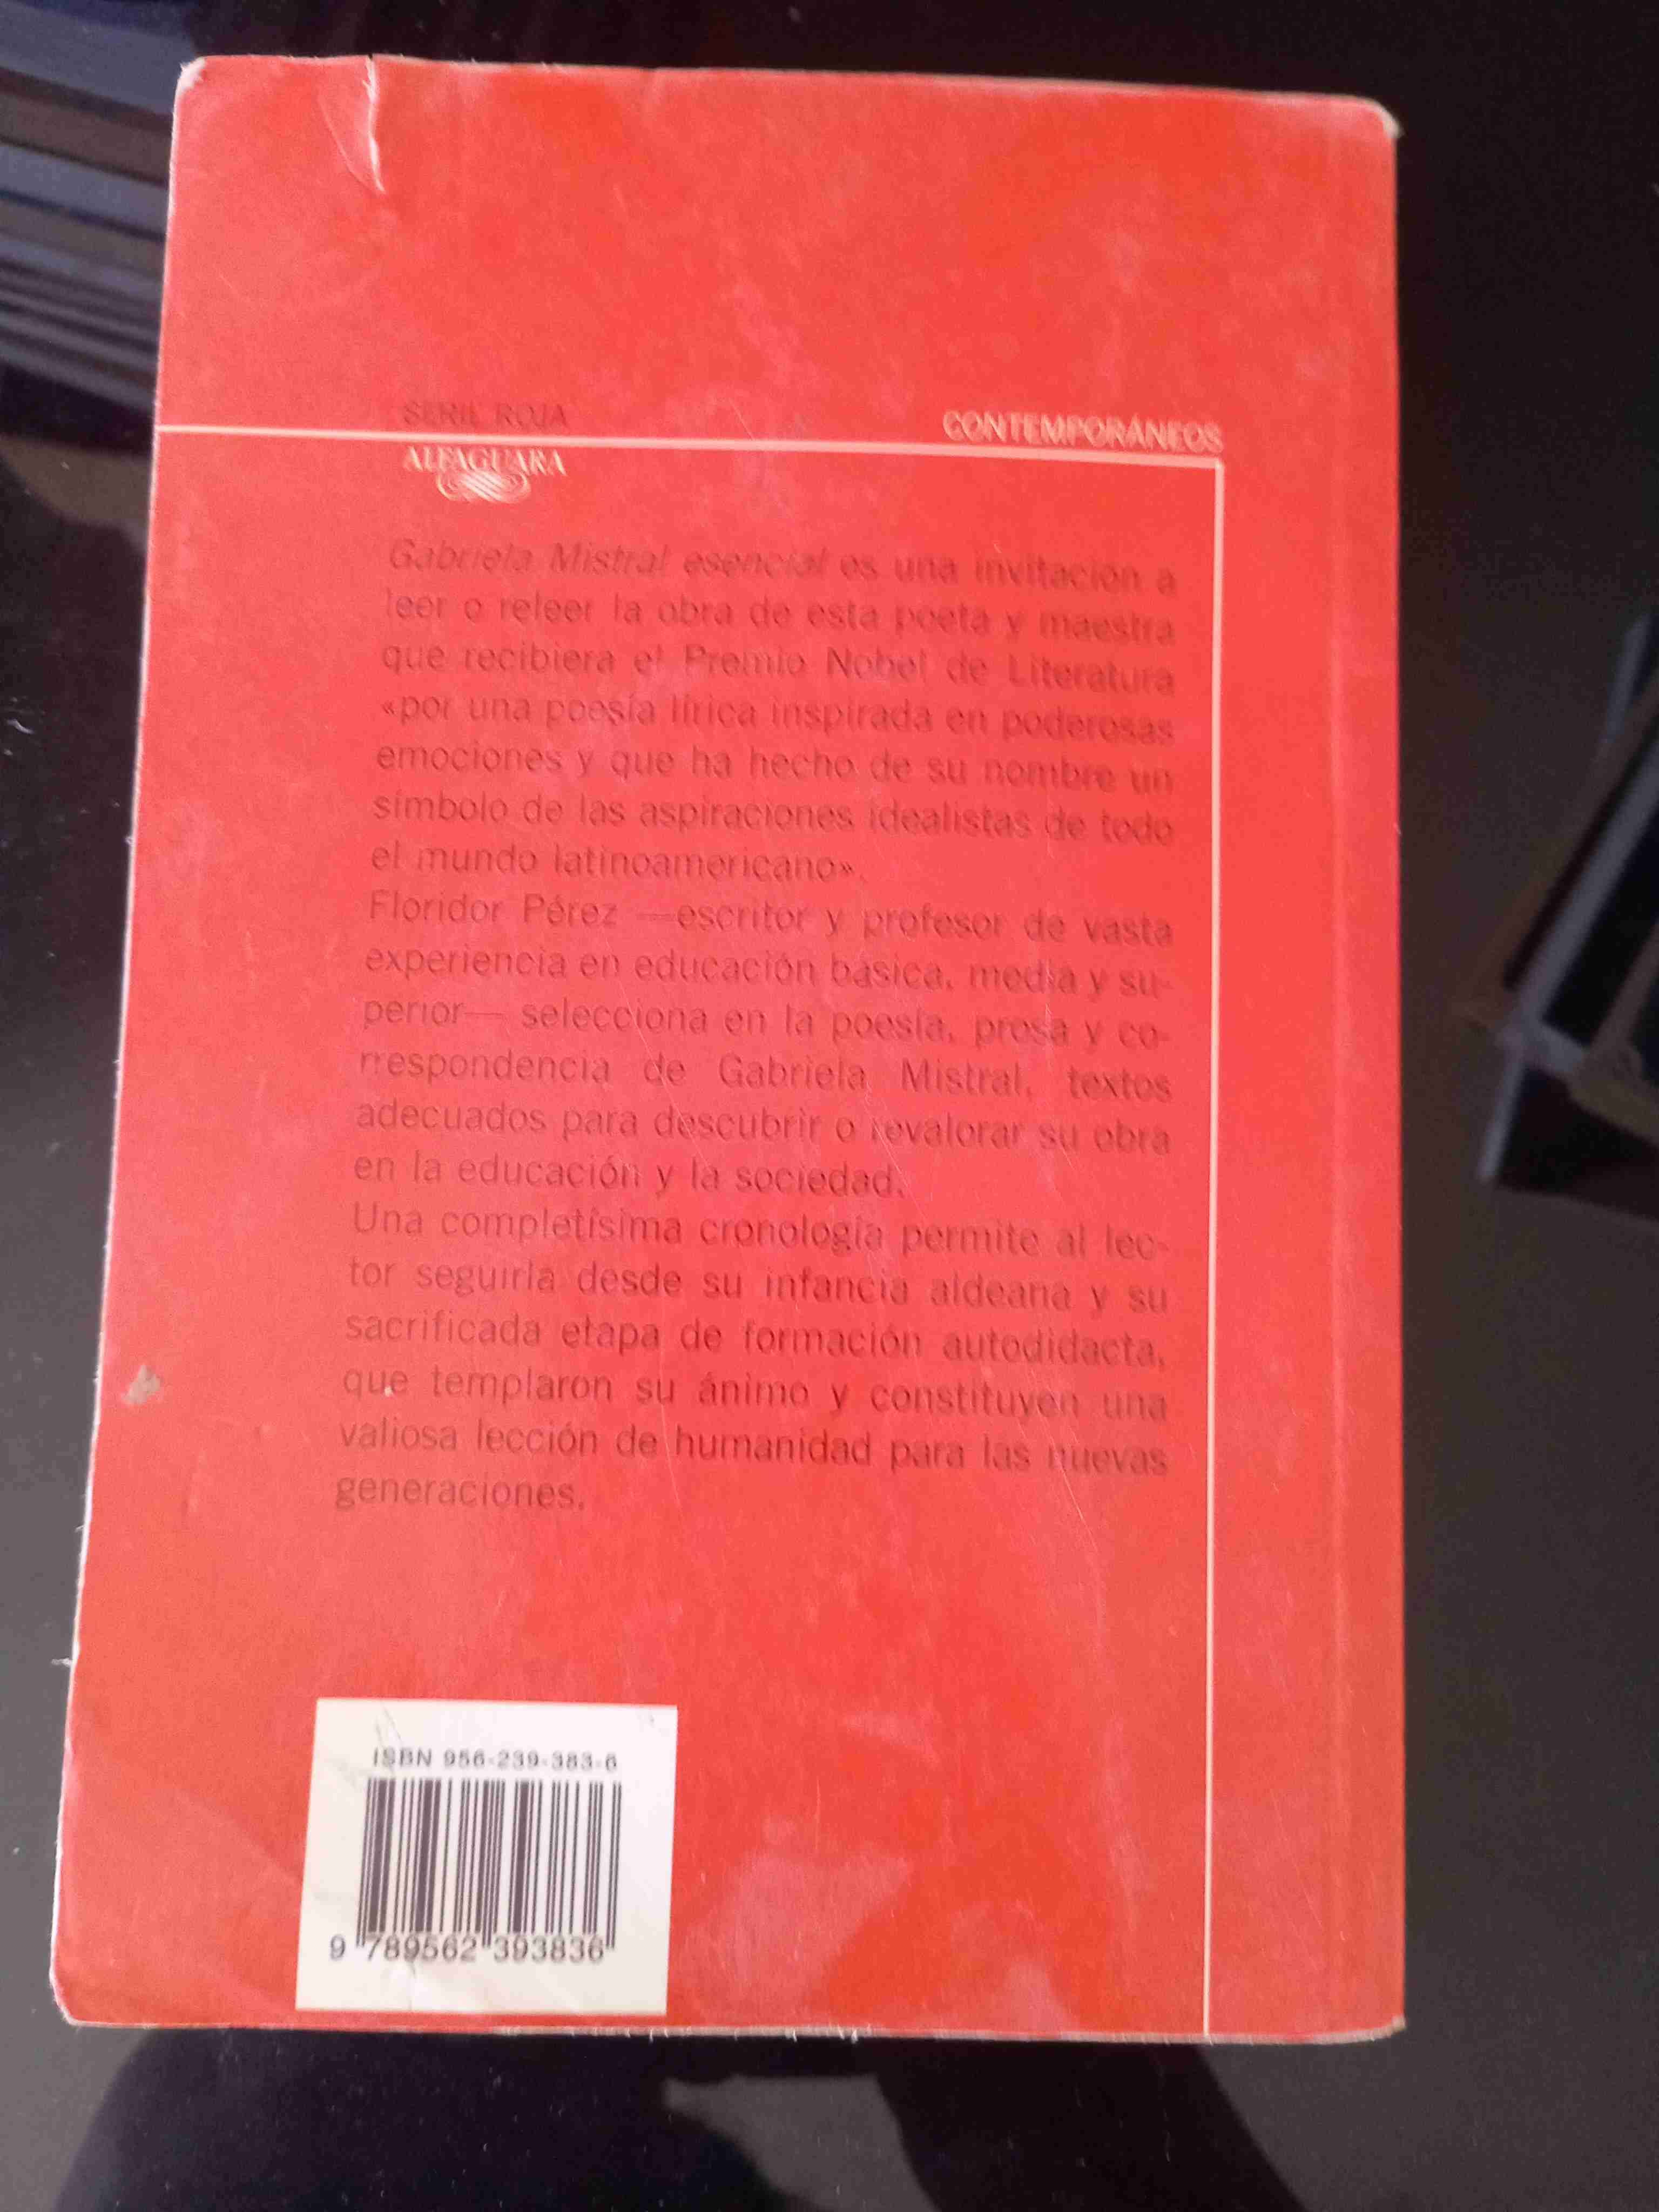 SERIE ROJA
CONTEMPORÁNEOS
ALFAGUARA
Gabriela Mistral esencial es una invitación a
leer o releer la obra de esta poeta y maestra
que recibiera el Premio Nobel de Literatura
«por una poesía lírica inspirada en poderosas
emociones y que ha hecho de su nombre un
símbolo de las aspiraciones idealistas de todo
el mundo latinoamericano».
Floridor Pérez —escritor y profesor de vasta
experiencia en educación básica, media y su-
perior— selecciona en la poesía, prosa y co-
rrespondencia de Gabriela Mistral, textos
adecuados para descubrir o revalorar su obra
en la educación y la sociedad.
Una completísima cronología permite al lec-
tor seguirla desde su infancia aldeana y su
sacrificada etapa de formación autodidacta,
que templaron su ánimo y constituyen una
valiosa lección de humanidad para las nuevas
generaciones.
ISBN 956-239-383-6
9 789562 393836